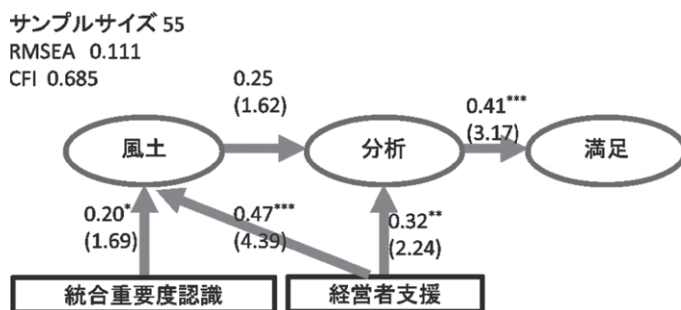 サンプルサイズ 55
RMSEA 0.111
CFI 0.685
0.25
(1.62)
0.41***
(3.17)
風土
分析
満足
0.20*
(1.69)
0.47***
(4.39)
0.32**
(2.24)
統合重要度認識
経営者支援